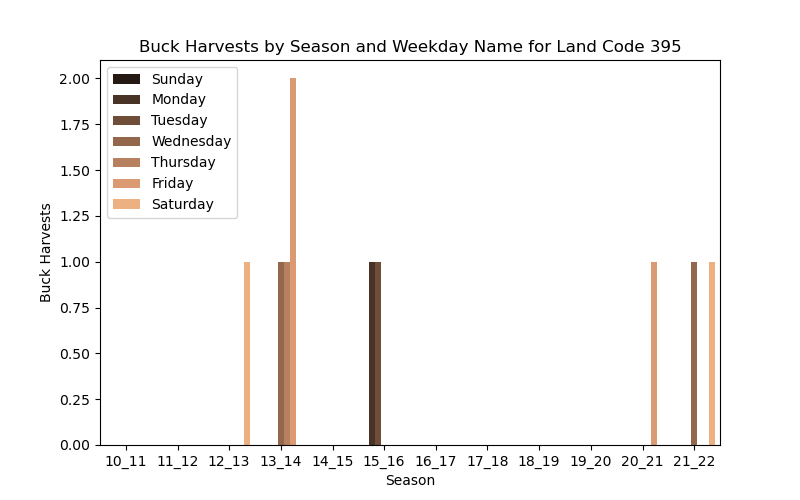 Buck Harvests by Season and Weekday Name for Land Code 395
Sunday
Monday
Tuesday
Wednesday
Thursday
Friday
Saturday
Buck Harvests
2.00
1.75
1.50
1.25
1.00
0.75
0.50
0.25
0.00
10_11 11_12 12_13 13_14 14_15 15_16 16_17 17_18 18_19 19_20 20_21 21_22
Season